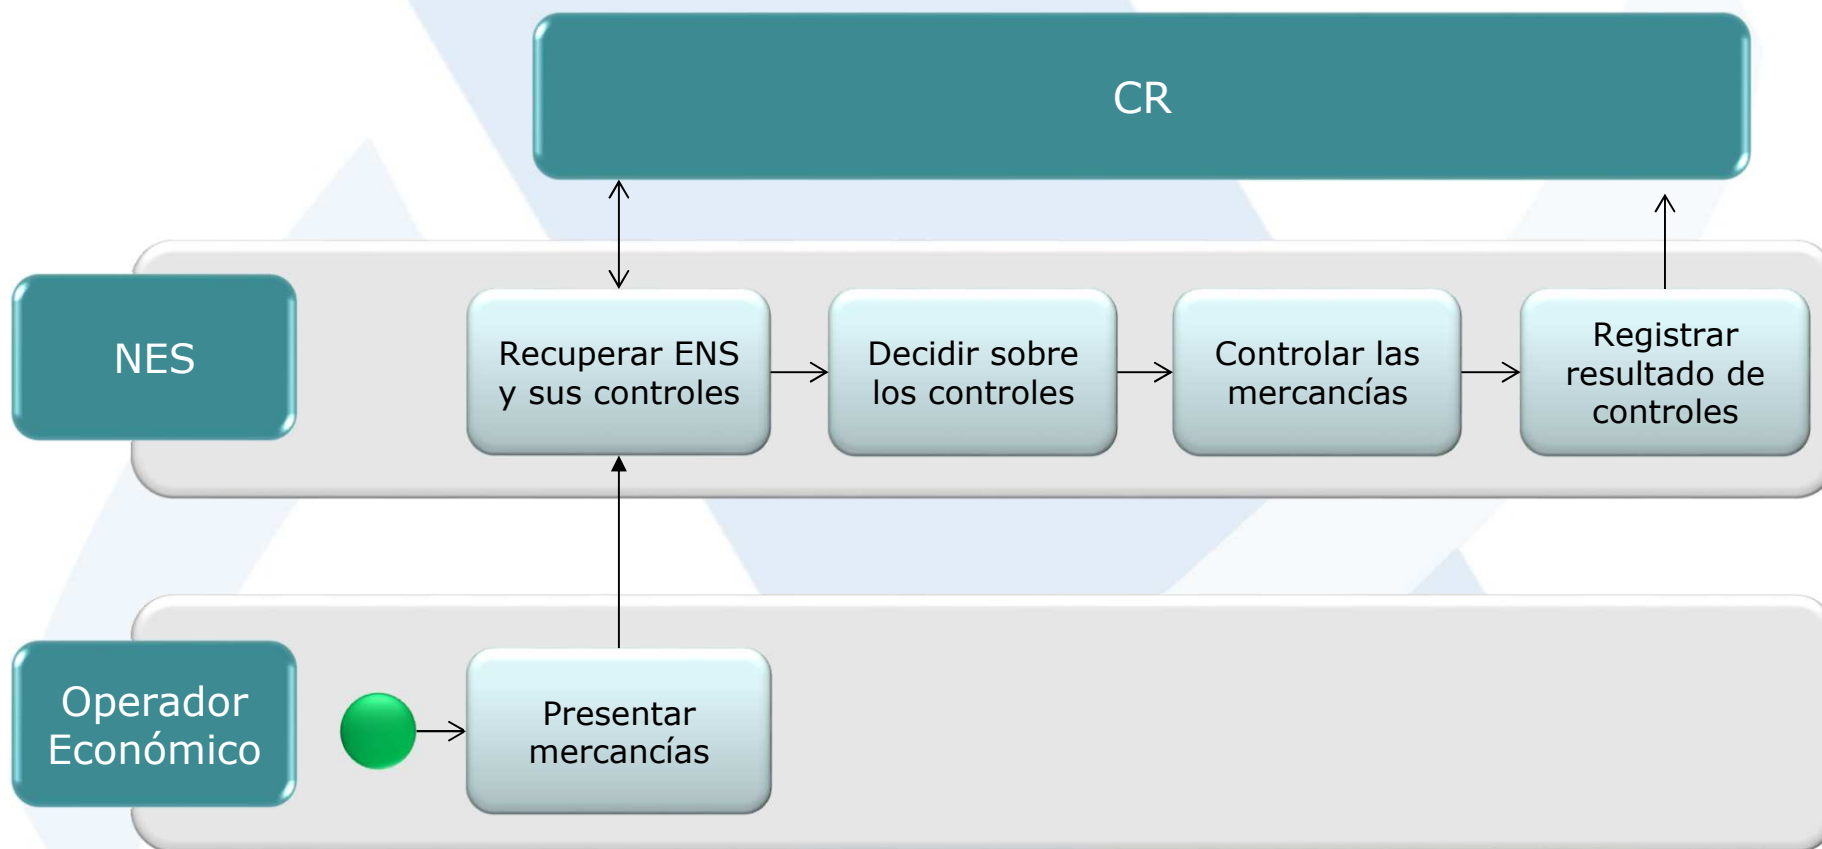 CR
NES
Recuperar ENS
y sus controles
Decidir sobre
los controles
Controlar las
mercancías
Registrar
resultado de
controles
Operador
Económico
Presentar
mercancías